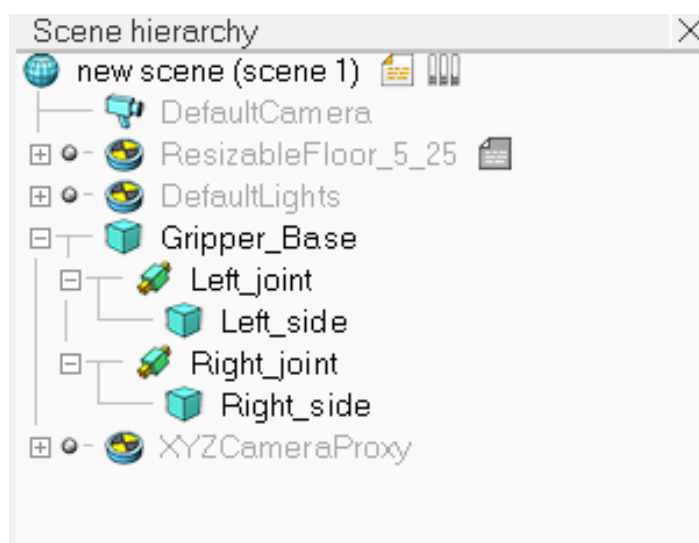 Scene hierarchy
new scene (scene 1)
DefaultCamera
ResizableFloor_5_25
DefaultLights
Gripper_Base
Left_joint
Left_side
Right_joint
Right_side
XYZCameraProxy